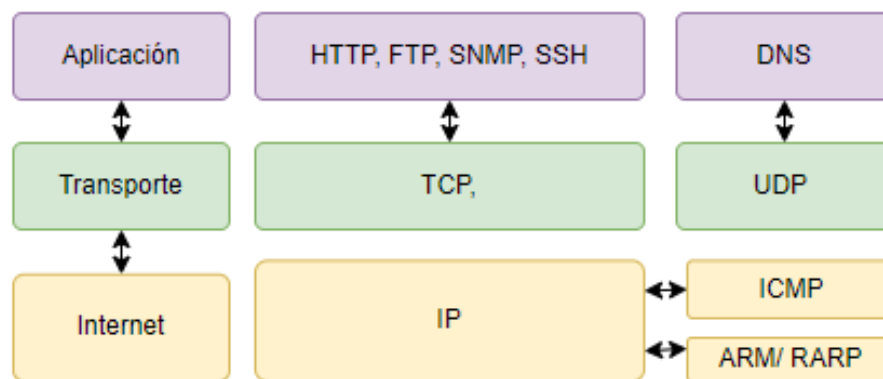 Aplicación
HTTP, FTP, SNMP, SSH
DNS
Transporte
TCP,
UDP
Internet
IP
ICMP
ARM/ RARP